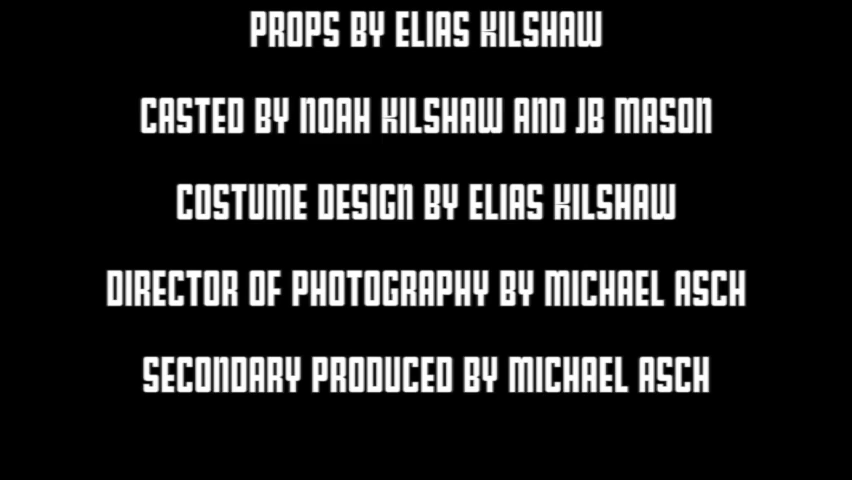 PROPS BY ELIAS KILSHAW
CASTED BY NOAH KILSHAW AND JB MASON
COSTUME DESIGN BY ELIAS KILSHAW
DIRECTOR OF PHOTOGRAPHY BY MICHAEL ASCH
SECONDARY PRODUCED BY MICHAEL ASCH